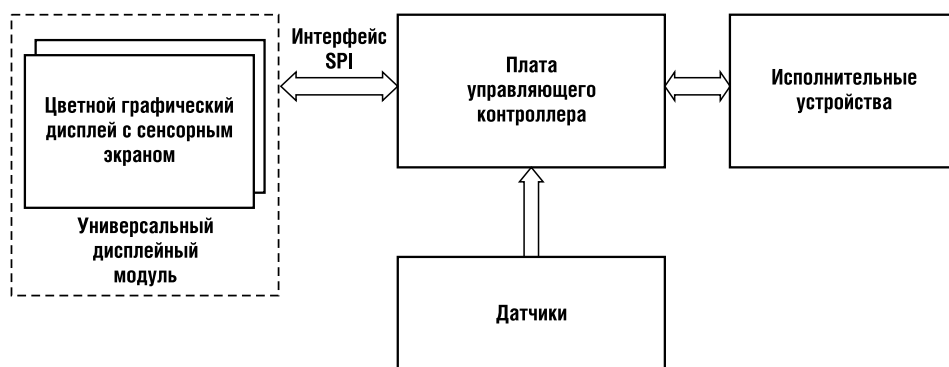 Интерфейс
SPI
Цветной графический
дисплей с сенсорным
экраном
Универсальный
дисплейный
модуль
Плата
управляющего
контроллера
Исполнительные
устройства
Датчики